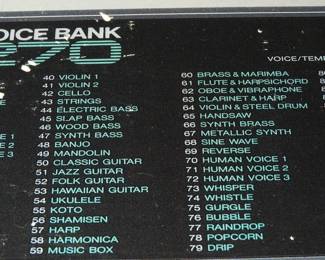 OICE BANK
270
VOICE/TEM
40 VIOLIN 1
41 VIOLIN 2
42 CELLO
43 STRINGS
44 ELECTRIC BASS
45 SLAP BASS
46 WOOD BASS
47 SYNTH BASS
48 BANJO
49 MANDOLIN
50 CLASSIC GUITAR
51 JAZZ GUITAR
52 FOLK GUITAR
53 HAWAIIAN GUITAR
54 UKULELE
55 KOTO
56 SHAMISEN
57 HARP
58 HARMONICA
59 MUSIC BOX
60 BRASS & MARIMBA
61 FLUTE & HARPSICHORD
62 OBOE & VIBRAPHONE
63 CLARINET & HARP
64 VIOLIN & STEEL DRUM
65 HANDSAW
66 SYNTH BRASS
67 METALLIC SYNTH
68 SINE WAVE
69 REVERSE
70 HUMAN VOICE 1
71 HUMAN VOICE 2
72 HUMAN VOICE 3
73 WHISPER
74 WHISTLE
75 GURGLE
76 BUBBLE
77 RAINDROP
78 POPCORN
79 DRIP